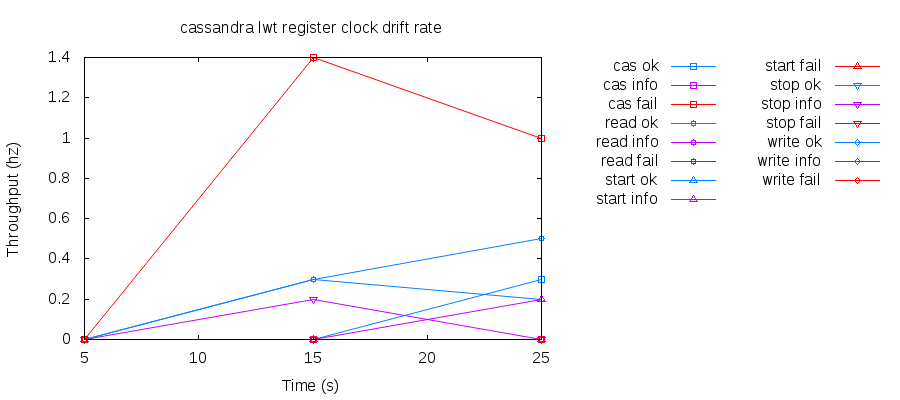 cassandra lwt register clock drift rate
Throughput (hz)
1.4
1.2
1
0.8
0.6
0.4
0.2
0
5
10
15
20
25
Time (s)
cas ok
cas info
cas fail
read ok
read info
read fail
start ok
start info
start fail
stop ok
stop info
stop fail
write ok
write info
write fail